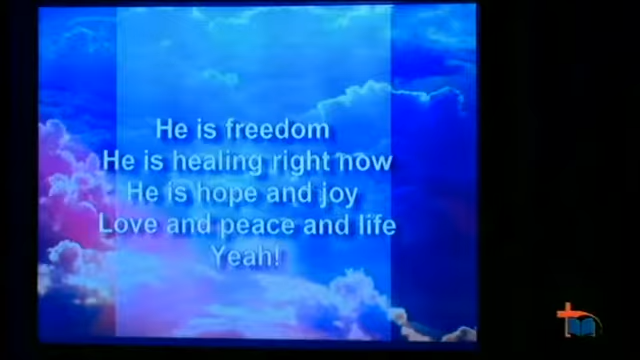 He is freedom
He is healing right now
He is hope and joy
Love and peace and life
Yeah!